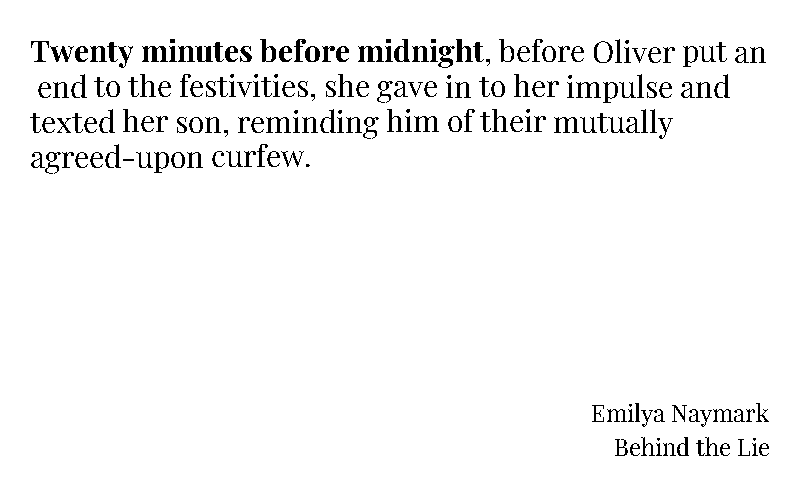 Twenty minutes before midnight, before Oliver put an
end to the festivities, she gave in to her impulse and
texted her son, reminding him of their mutually
agreed-upon curfew.
Emilya Naymark
Behind the Lie